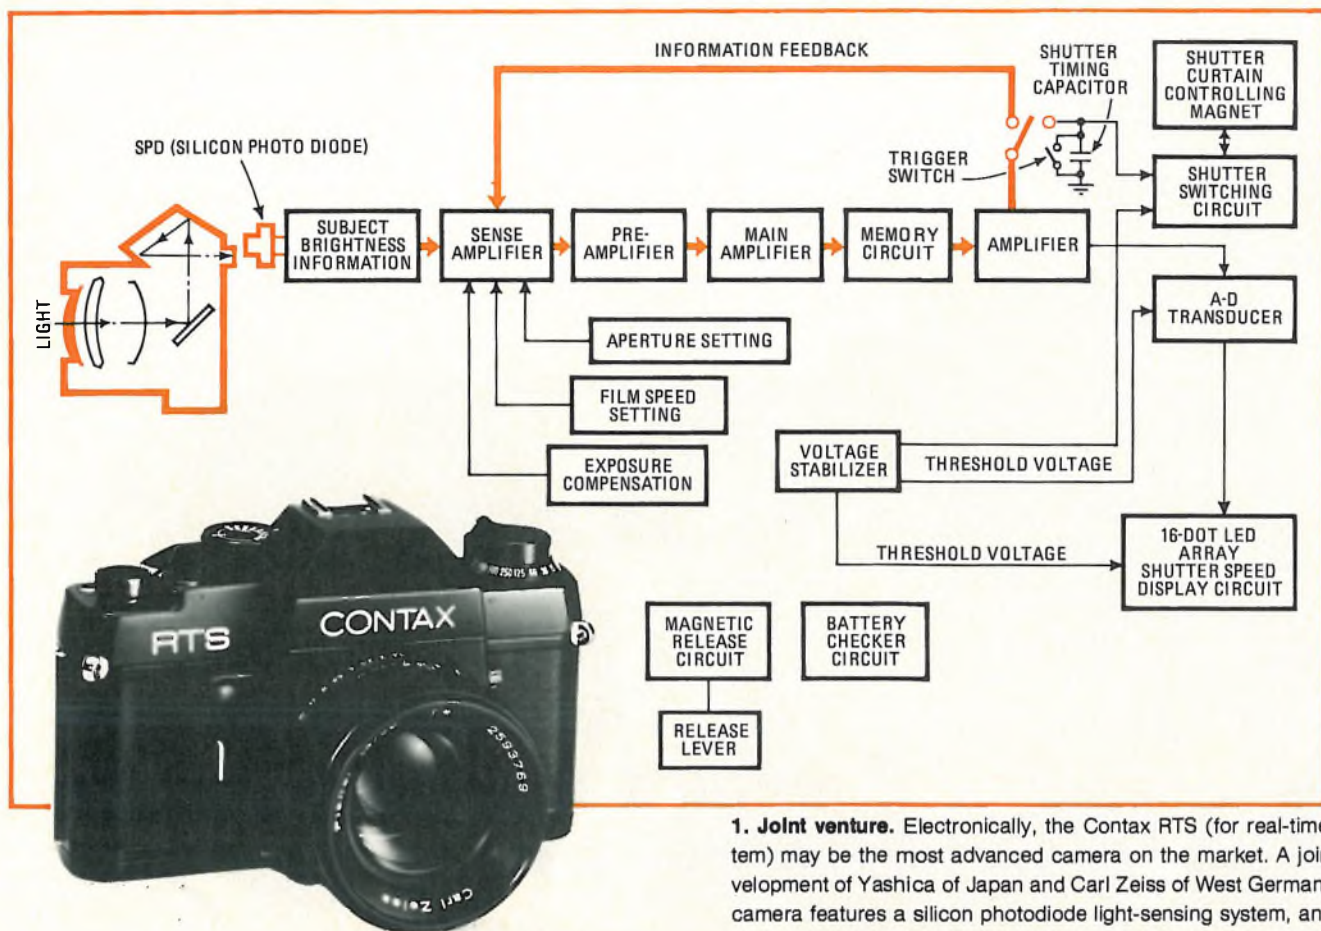 INFORMATION FEEDBACK
SHUTTER
TIMING
CAPACITOR
SHUTTER
CURTAIN
CONTROLLING
MAGNET
SPD (SILICON PHOTO DIODE)
TRIGGER
SWITCH
SHUTTER
SWITCHING
CIRCUIT
SUBJECT
BRIGHTNESS
INFORMATION
SENSE
AMPLIFIER
PRE-
AMPLIFIER
MAIN
AMPLIFIER
MEMORY
CIRCUIT
AMPLIFIER
LIGHT
A-D
TRANSDUCER
APERTURE SETTING
FILM SPEED
SETTING
EXPOSURE
COMPENSATION
VOLTAGE
STABILIZER
THRESHOLD VOLTAGE
THRESHOLD VOLTAGE
16-DOT LED
ARRAY
SHUTTER SPEED
DISPLAY CIRCUIT
MAGNETIC
RELEASE
CIRCUIT
BATTERY
CHECKER
CIRCUIT
RELEASE
LEVER
RTS
CONTAX
2593769
Carl Zeiss
1. Joint venture. Electronically, the Contax RTS (for real-time
tem) may be the most advanced camera on the market. A join
velopment of Yashica of Japan and Carl Zeiss of West German
camera features a silicon photodiode light-sensing system, an